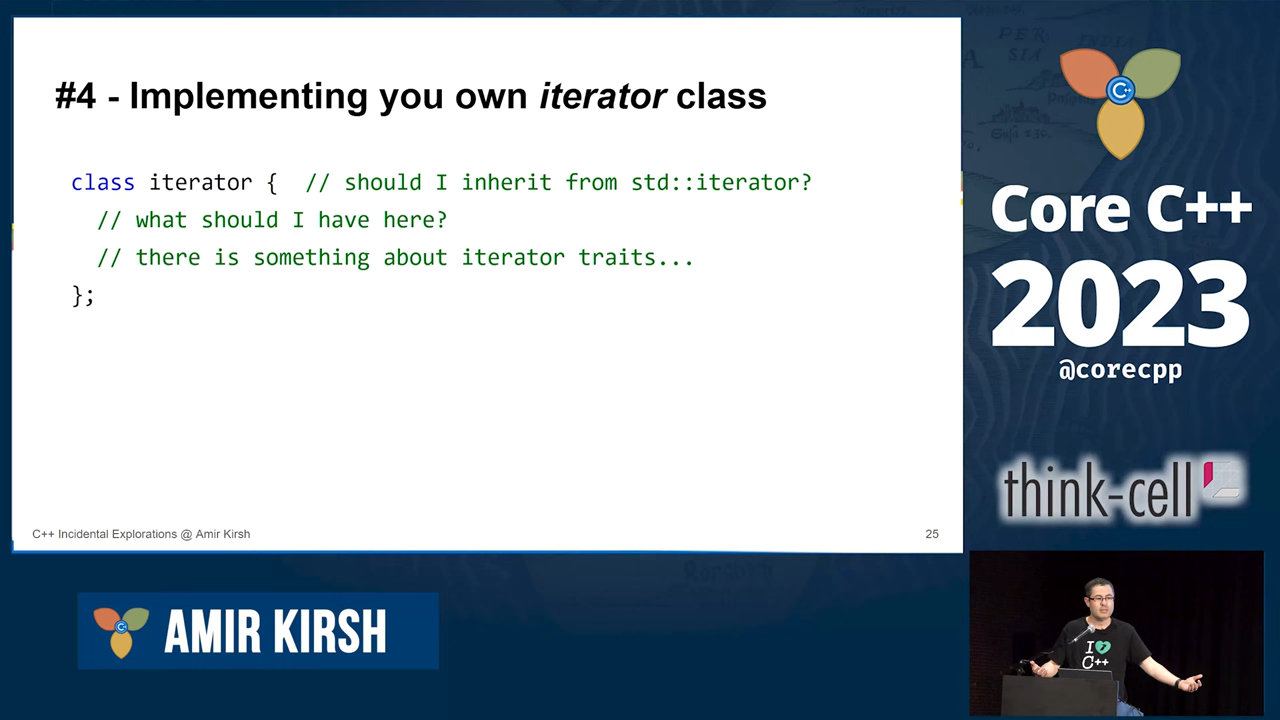 #4 - Implementing you own iterator class
class iterator { // should I inherit from std::iterator?
// what should I have here?
// there is something about iterator traits...
};
C++ Incidental Explorations @ Amir Kirsh
25
C++
Core C++
2023
@corecpp
think-cell
C++
AMIR KIRSH
I
C++